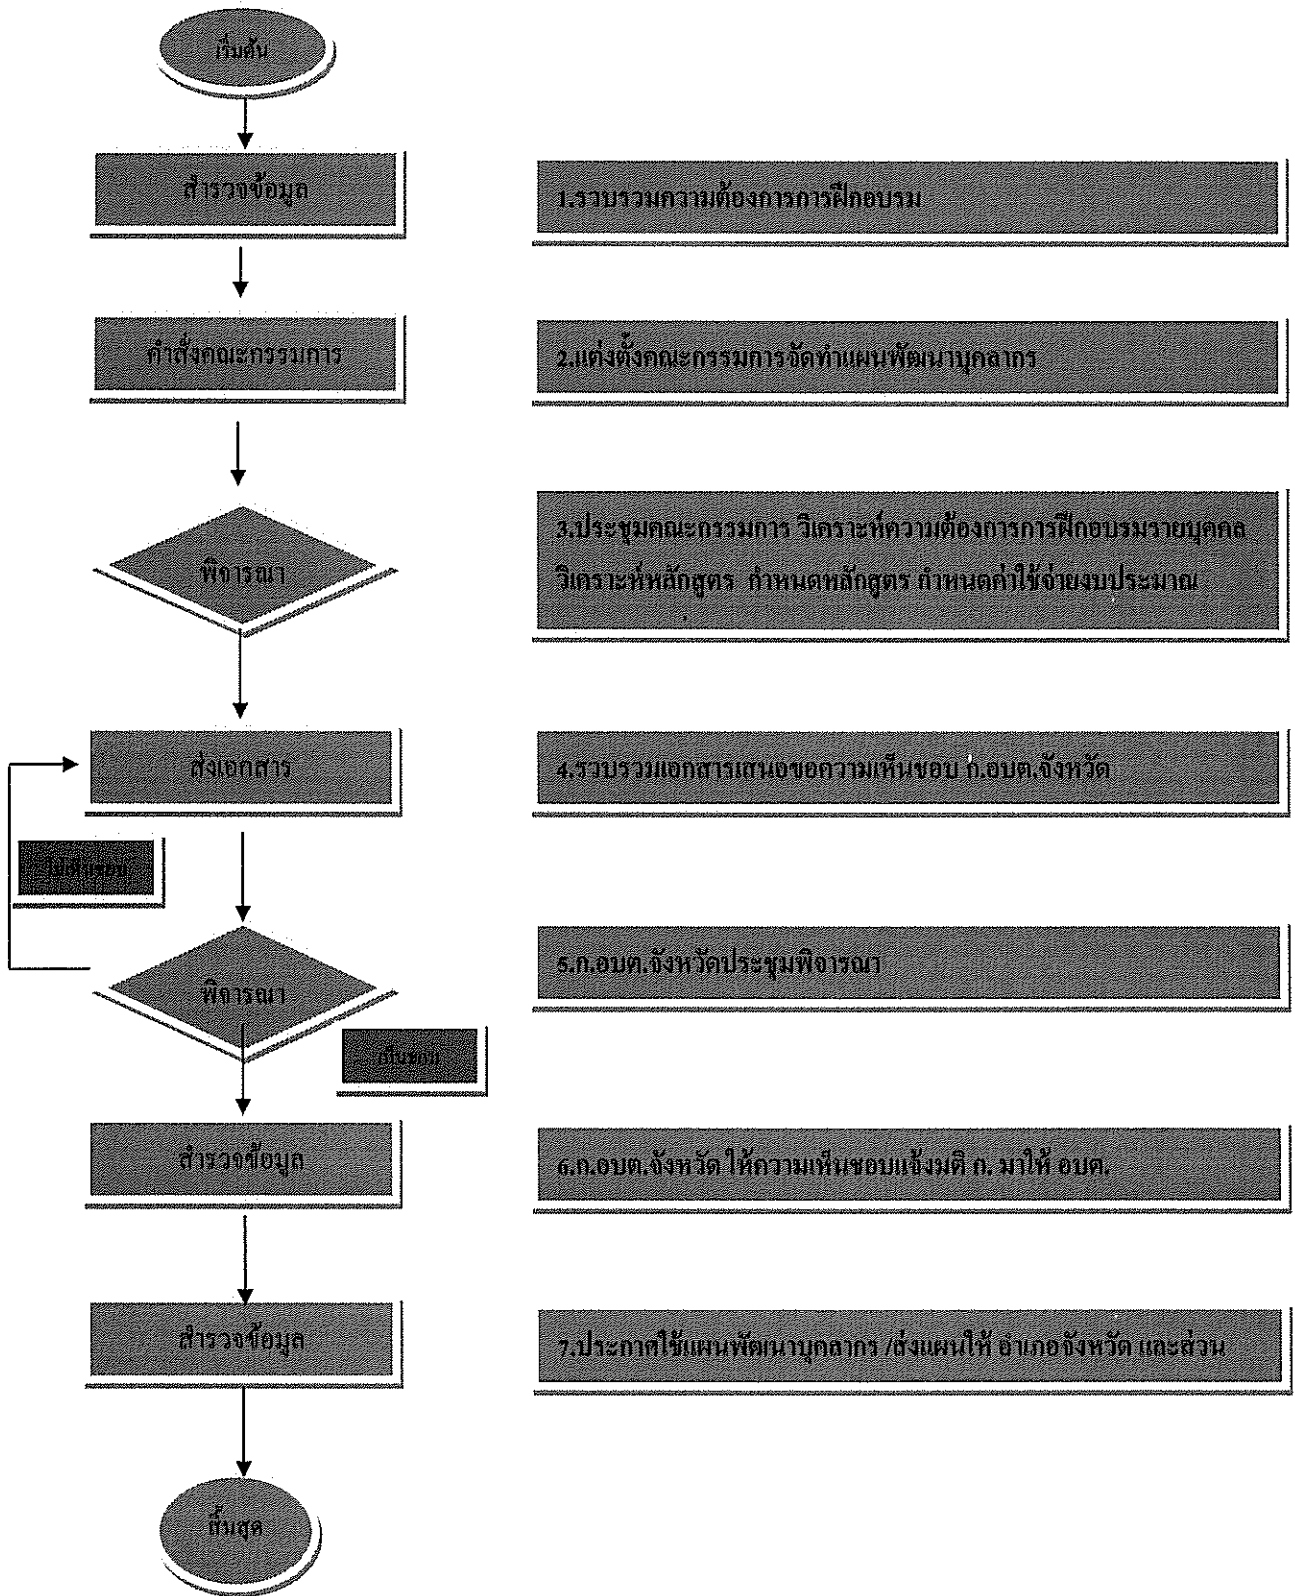 เริ่มต้น
สำรวจข้อมูล
1.รวบรวมความต้องการการฝึกอบรม
คำสั่งคณะกรรมการ
2.แต่งตั้งคณะกรรมการจัดทำแผนพัฒนาบุคลากร
พิจารณา
3.ประชุมคณะกรรมการ วิเคราะห์ความต้องการการฝึกอบรมรายบุคคล
วิเคราะห์หลักสูตร กำหนดหลักสูตร กำหนดค่าใช้จ่ายงบประมาณ
ส่งเอกสาร
4.รวบรวมเอกสารเสนอขอความเห็นชอบ ก.อบต.จังหวัด
ไม่เห็นชอบ
พิจารณา
5.ก.อบต.จังหวัดประชุมพิจารณา
เห็นชอบ
สำรวจข้อมูล
6.ก.อบต.จังหวัด ให้ความเห็นชอบแจ้งมติ ก. มาให้ อบต.
สำรวจข้อมูล
7.ประกาศใช้แผนพัฒนาบุคลากร /ส่งแผนให้ อำเภอจังหวัด และส่วน
สิ้นสุด